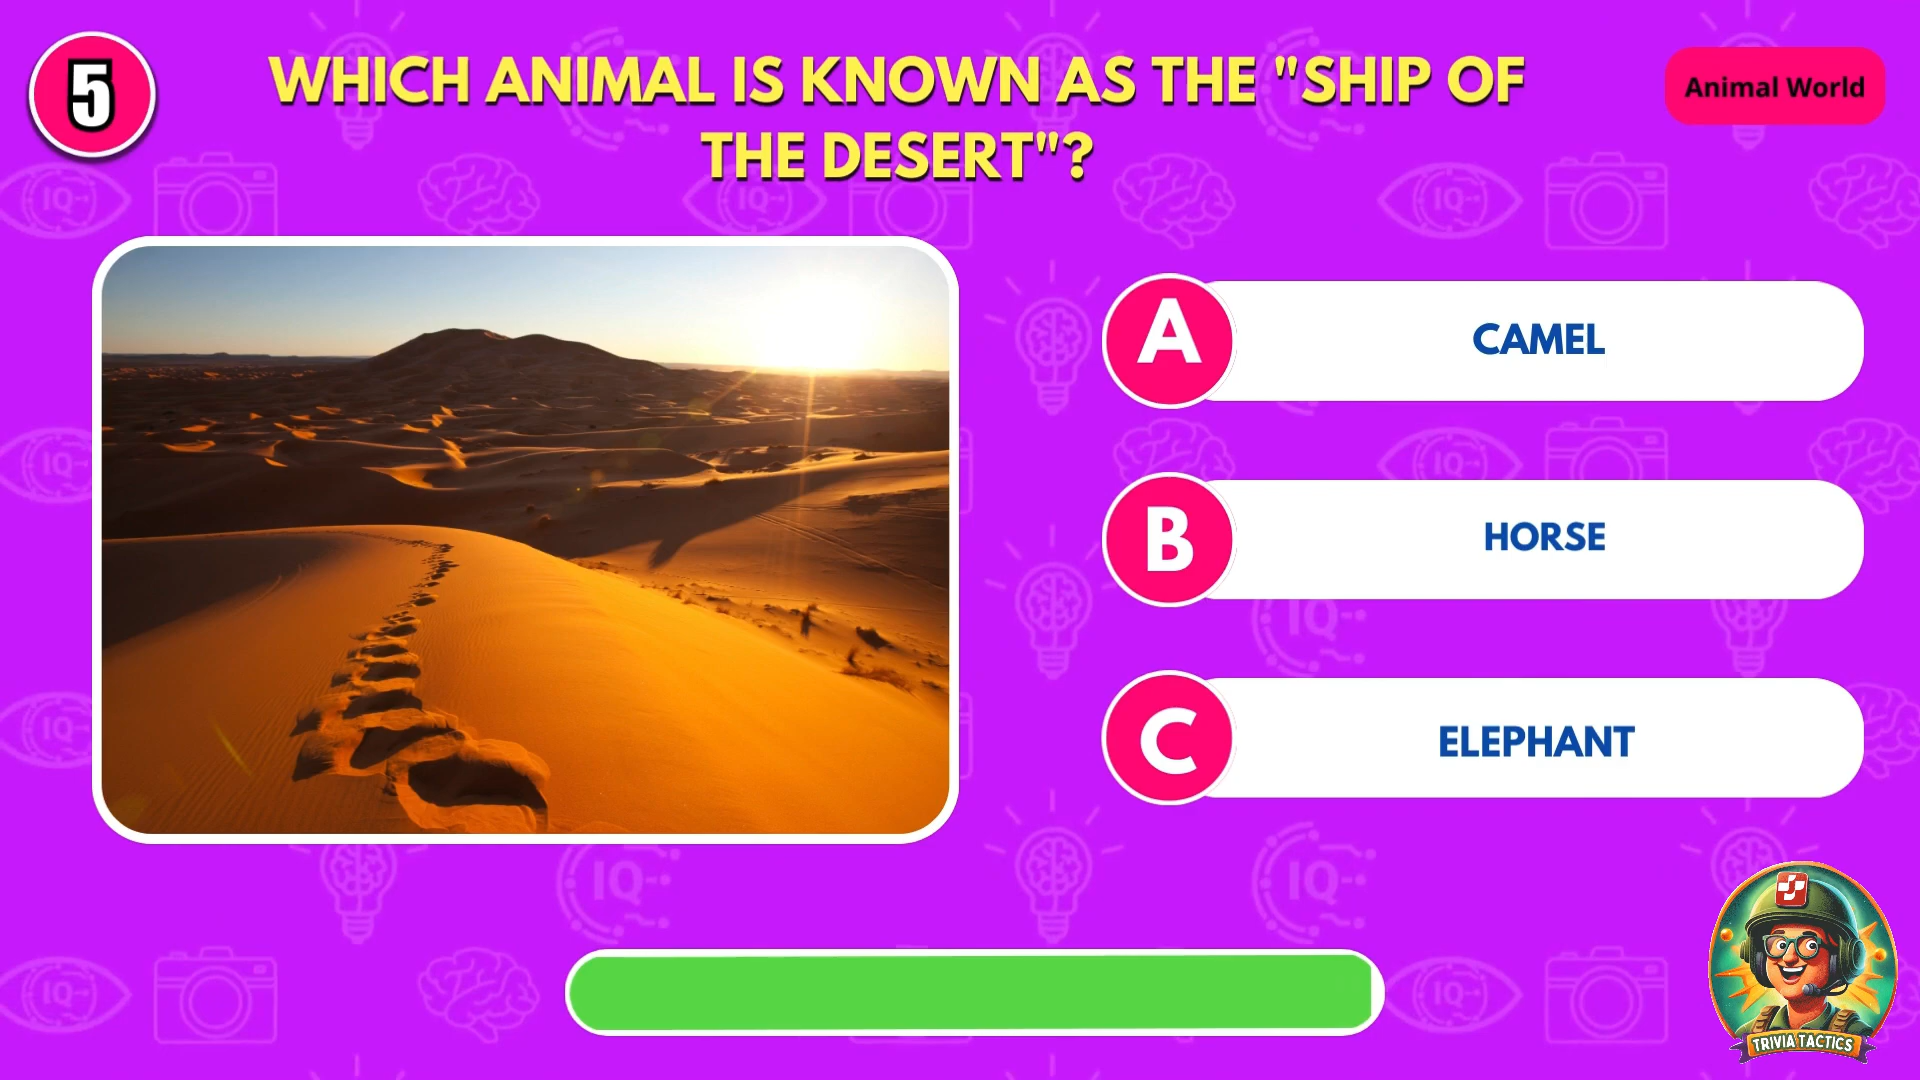 5
WHICH ANIMAL IS KNOWN AS THE "SHIP OF
THE DESERT"?
Animal World
A
CAMEL
B
HORSE
C
ELEPHANT
TRIVIA TACTICS